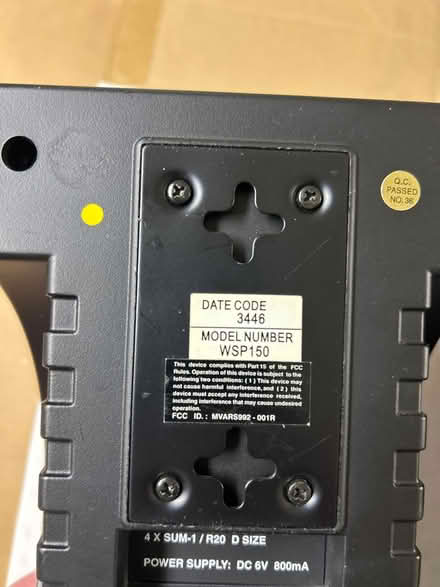 Q.C.
PASSED
NO.36
DATE CODE
3446
MODEL NUMBER
WSP150
This device complies with Part 15 of the FCC
Rules. Operation of this device is subject to the
following two conditions: ( 1 ) This device may
not cause harmful interference, and ( 2 ) this
device must accept any interference received,
including interference that may cause undesired
operation.
FCC ID. : MVARS992 - 001R
4 X SUM-1 / R20 D SIZE
POWER SUPPLY: DC 6V 800mA